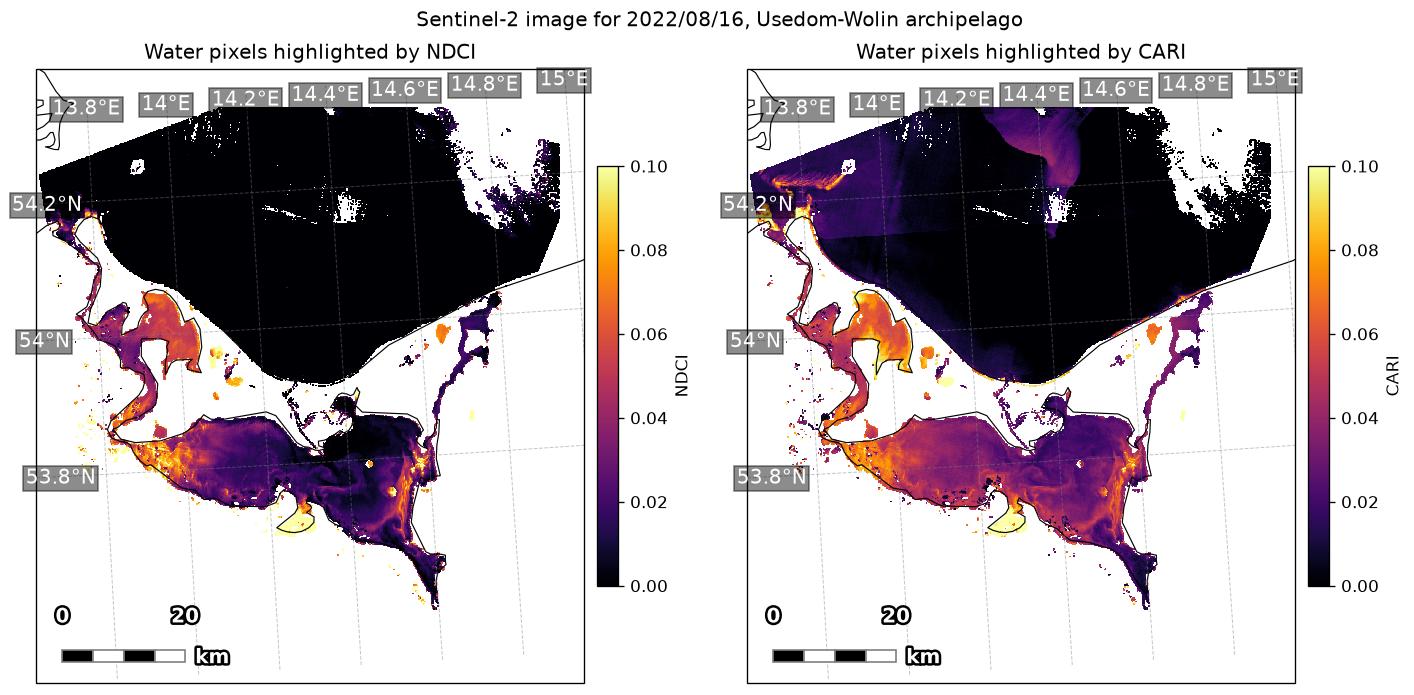 Sentinel-2 image for 2022/08/16, Usedom-Wolin archipelago
Water pixels highlighted by NDCI
13.8°E 14°E 14.2°E 14.4°E 14.6°E 14.8°E 15°E
54.2°N
54°N
53.8°N
0 20
km
0.10
0.08
0.06
0.04
0.02
0.00
NDCI
Water pixels highlighted by CARI
13.8°E 14°E 14.2°E 14.4°E 14.6°E 14.8°E 15°E
54.2°N
54°N
53.8°N
0 20
km
0.10
0.08
0.06
0.04
0.02
0.00
CARI